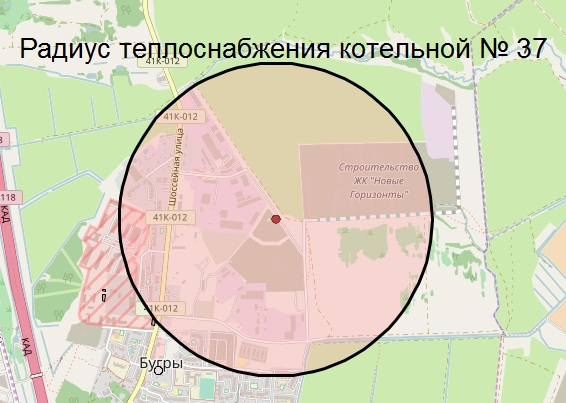 Радиус теплоснабжения котельной № 37
41К-012
41К-012
Шоссейная улица
Строительство
ЖК "Новые
Горизонты"
118
КАД
41К-012
41К-012
КАД
Бугры